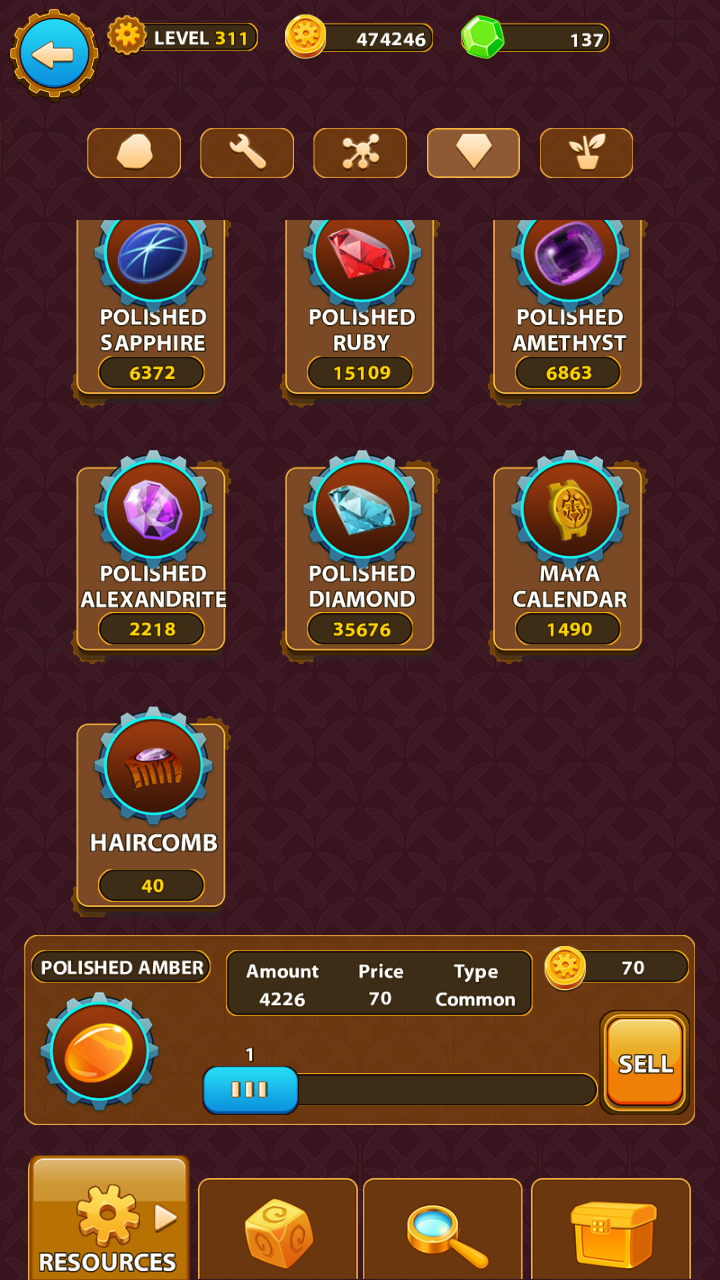 LEVEL 311
474246
137
POLISHED
SAPPHIRE
6372
POLISHED
RUBY
15109
POLISHED
AMETHYST
6863
POLISHED
ALEXANDRITE
2218
POLISHED
DIAMOND
35676
MAYA
CALENDAR
1490
HAIRCOMB
40
POLISHED AMBER
Amount Price Type
4226 70 Common
70
1
SELL
RESOURCES